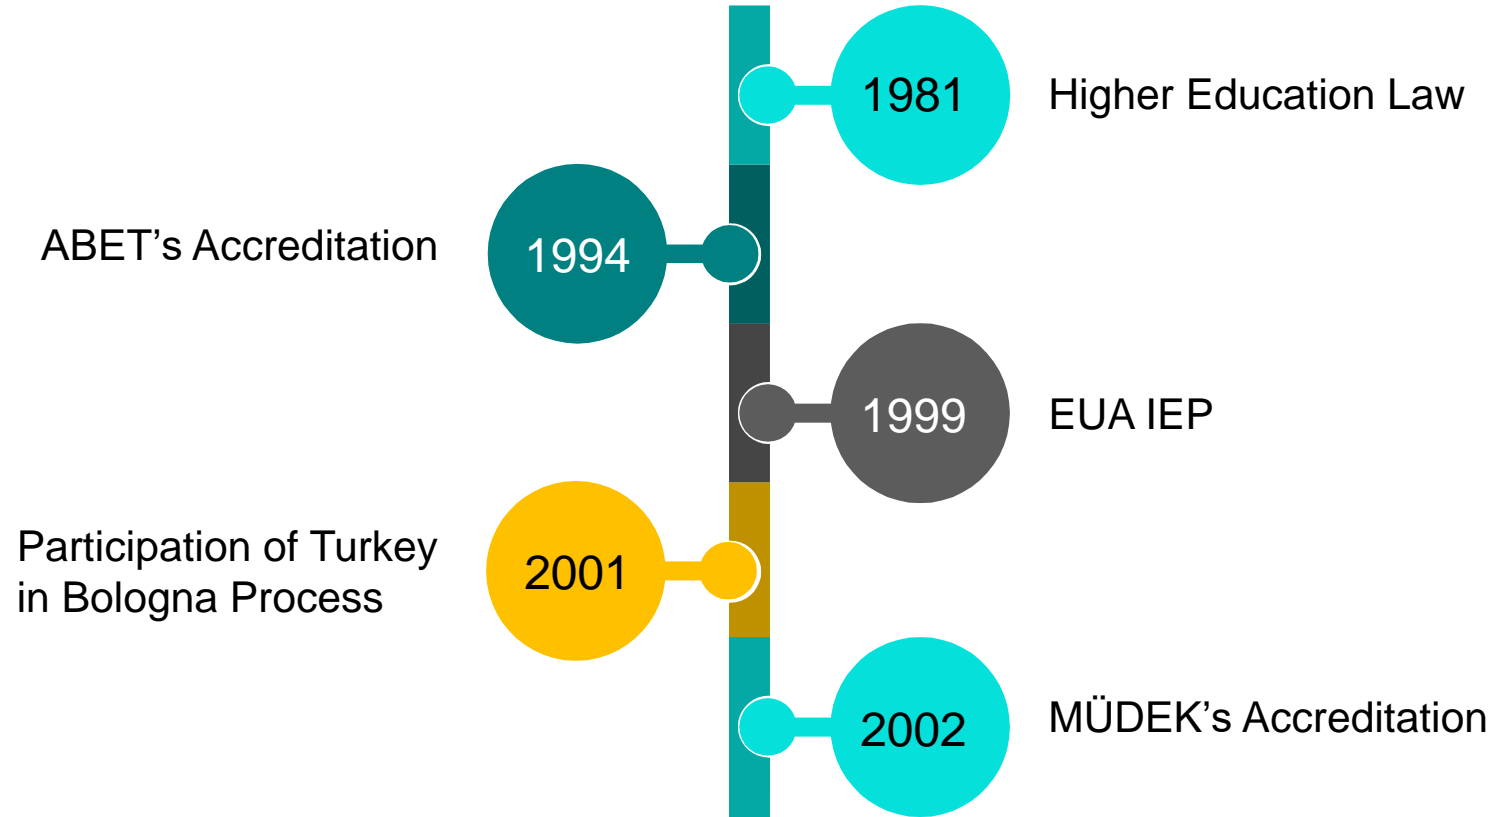 1981
Higher Education Law
ABET’s Accreditation
1994
1999
EUA IEP
Participation of Turkey
in Bologna Process
2001
2002
MÜDEK’s Accreditation